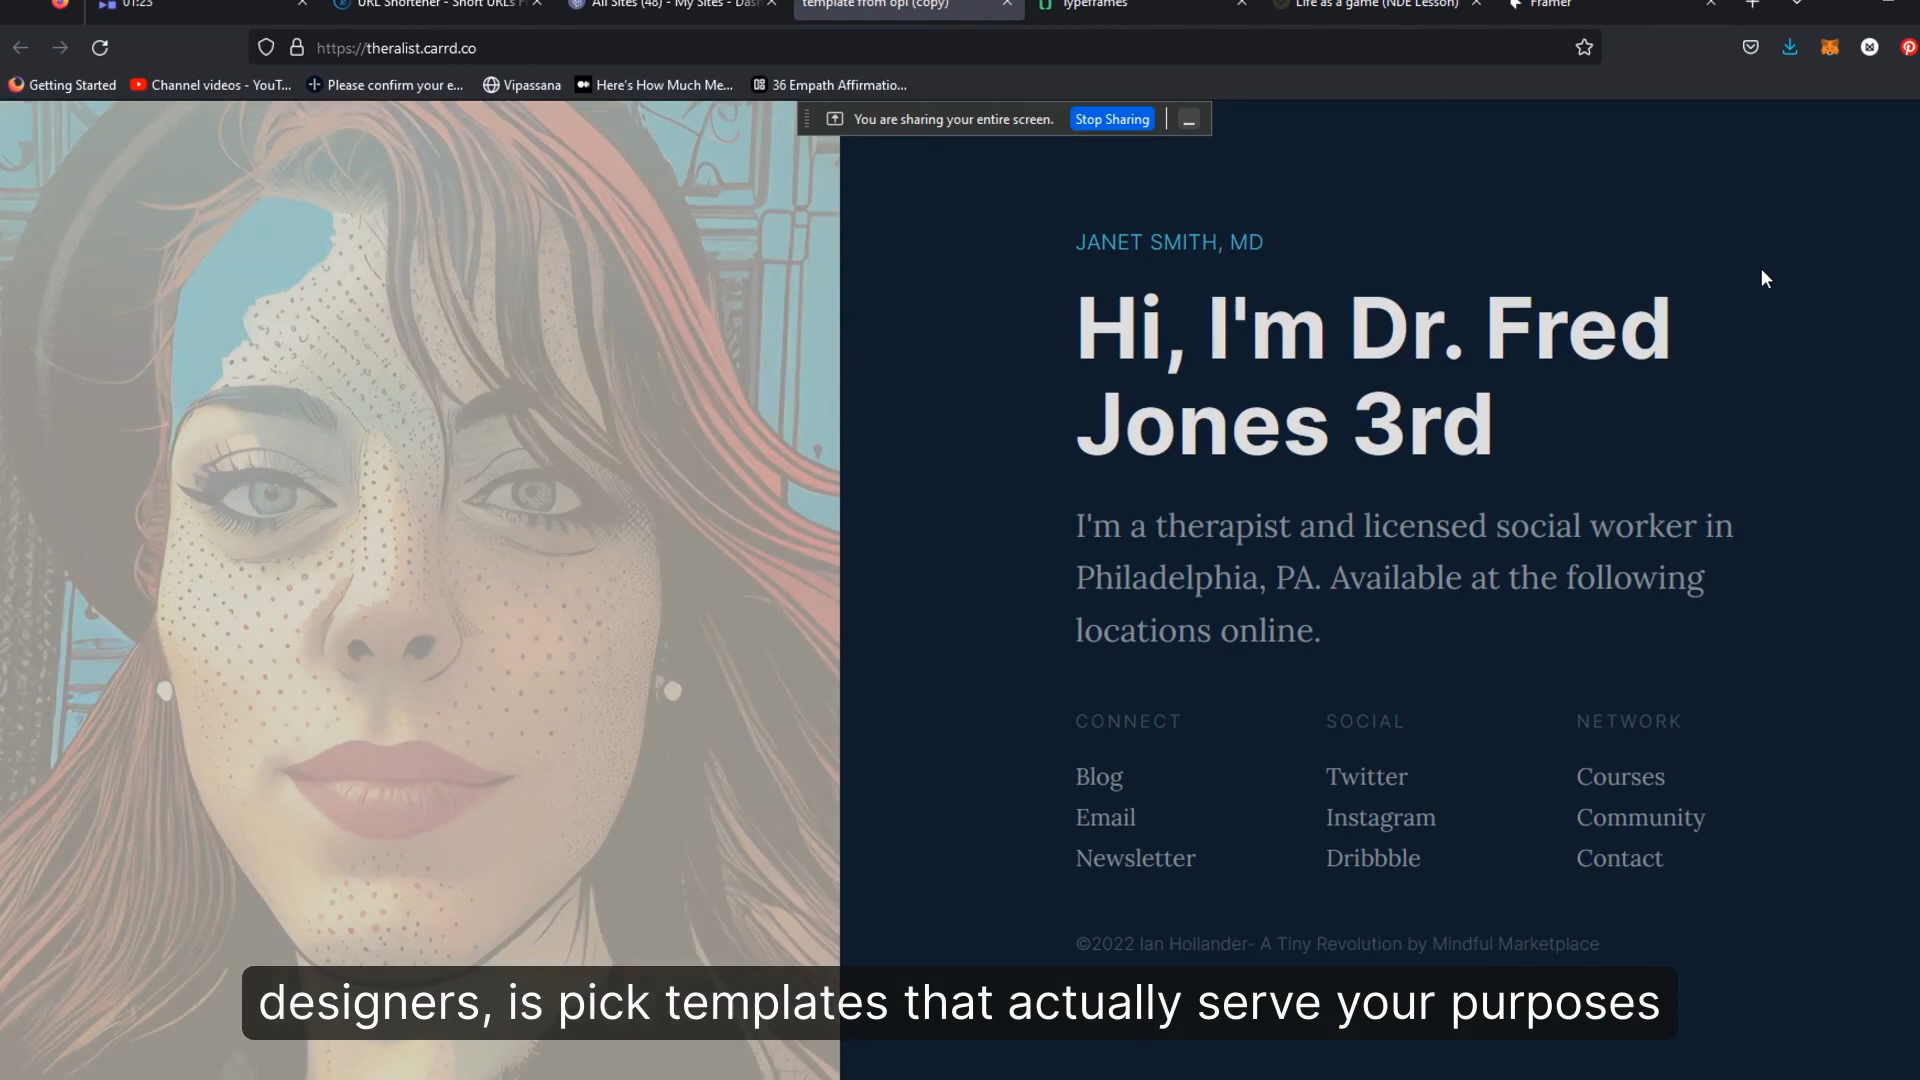 01:23
URL Shortener - Short URLs
All Sites (48) - My Sites - Das
template from opl (copy)
Typeframes
Life as a game (NDE Lesson)
Framer
https://theralist.carrd.co
Getting Started
Channel videos - YouT...
Please confirm your e...
Vipassana
Here's How Much Me...
36 Empath Affirmatio...
You are sharing your entire screen.
Stop Sharing
JANET SMITH, MD
Hi, I'm Dr. Fred
Jones 3rd
I'm a therapist and licensed social worker in
Philadelphia, PA. Available at the following
locations online.
CONNECT
Blog
Email
Newsletter
SOCIAL
Twitter
Instagram
Dribbble
NETWORK
Courses
Community
Contact
©2022 Ian Hollander- A Tiny Revolution by Mindful Marketplace
designers, is pick templates that actually serve your purposes